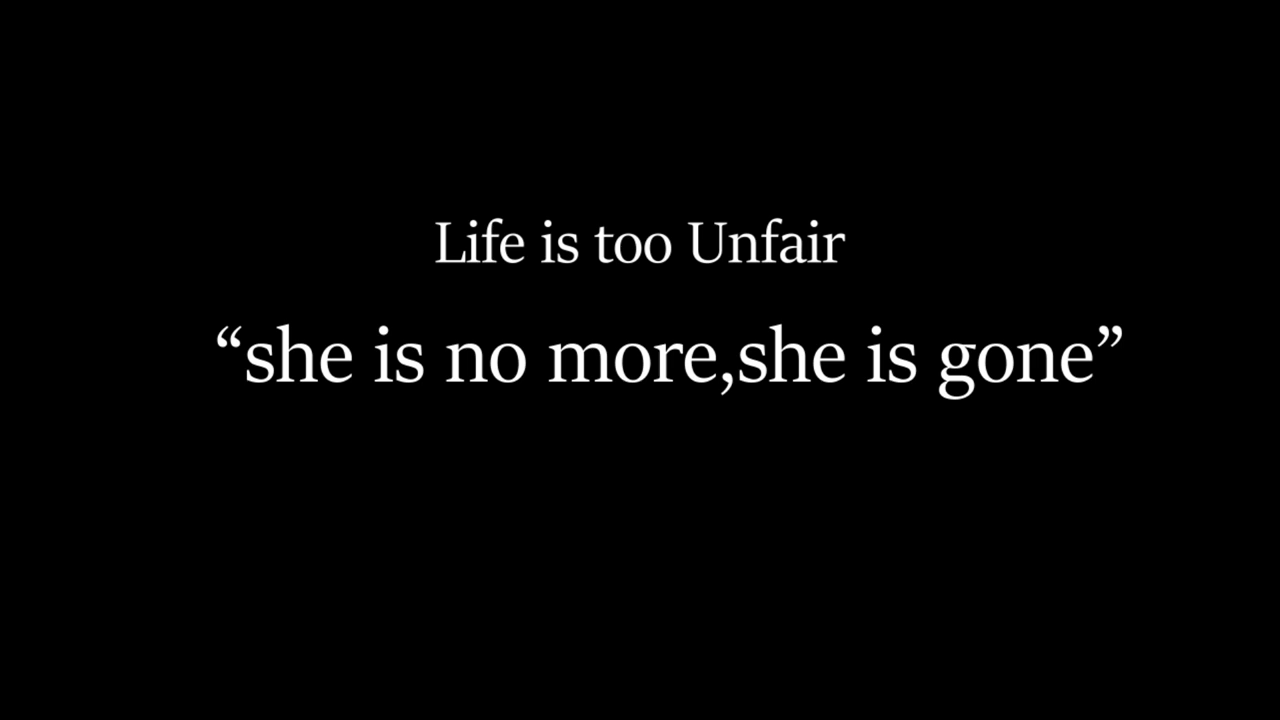 Life is too Unfair
“she is no more,she is gone”